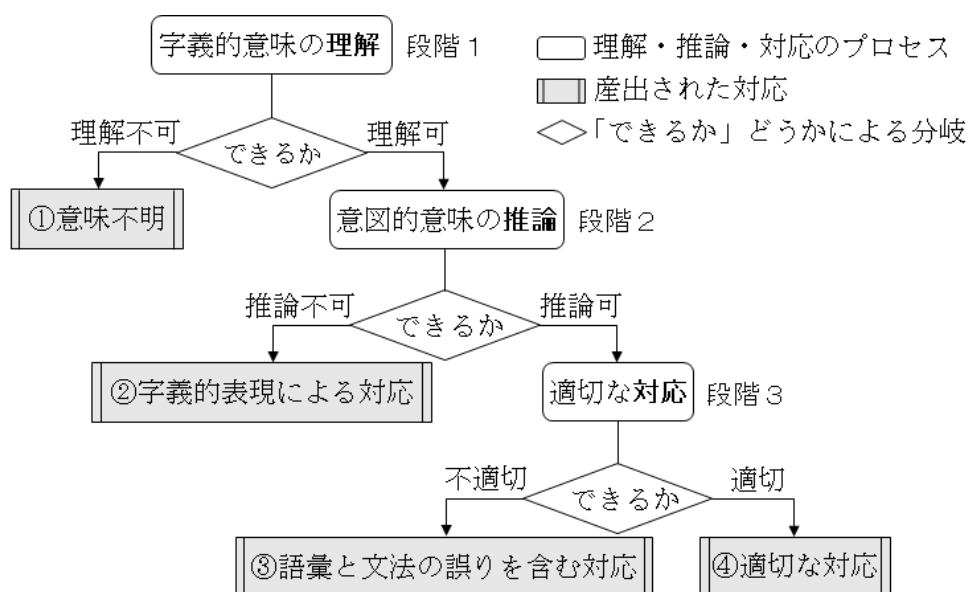 字義的意味の理解 段階１
理解・推論・対応のプロセス
産出された対応
「できるか」どうかによる分岐
理解不可
できるか
理解可
①意味不明
意図的意味の推論 段階２
推論不可
できるか
推論可
②字義的表現による対応
適切な対応 段階３
不適切
できるか
適切
③語彙と文法の誤りを含む対応
④適切な対応